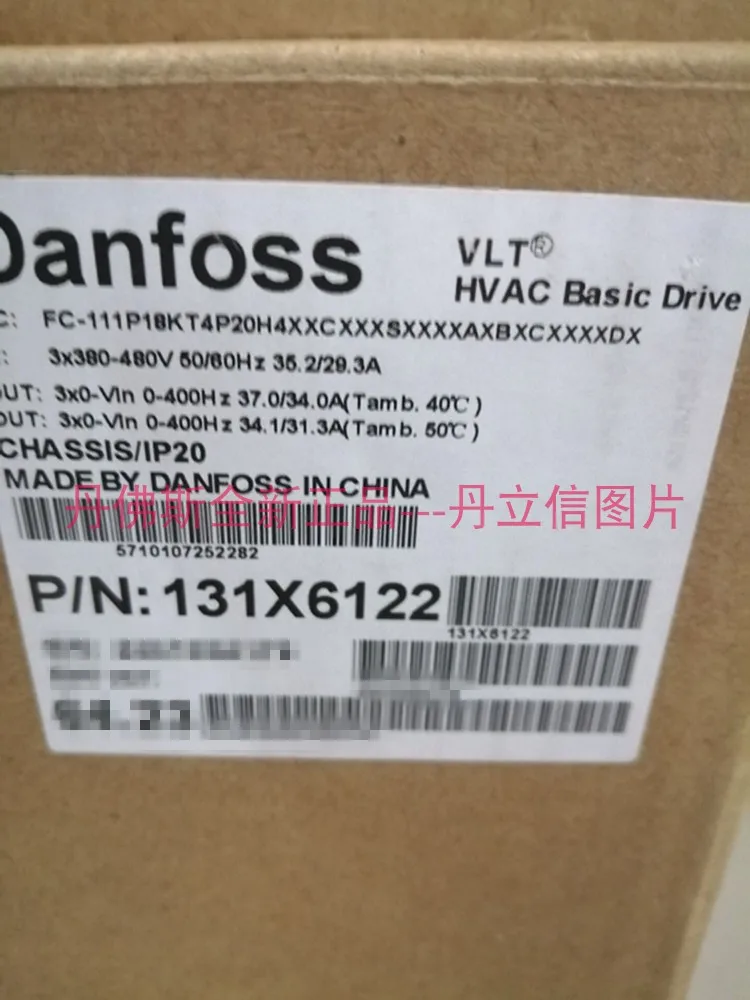 Danfoss
VLT®
HVAC Basic Drive
C: FC-111P18KT4P20H4XXCXXXSXXXXAXBXCXXXXDX
: 3x380-480V 50/60Hz 35.2/29.3A
OUT: 3x0-Vin 0-400Hz 37.0/34.0A(Tamb. 40℃)
OUT: 3x0-Vin 0-400Hz 34.1/31.3A(Tamb. 50℃)
CHASSIS/IP20
MADE BY DANFOSS IN CHINA
丹佛斯全新正品---丹立信图片
5710107252282
P/N: 131X6122
131X6122